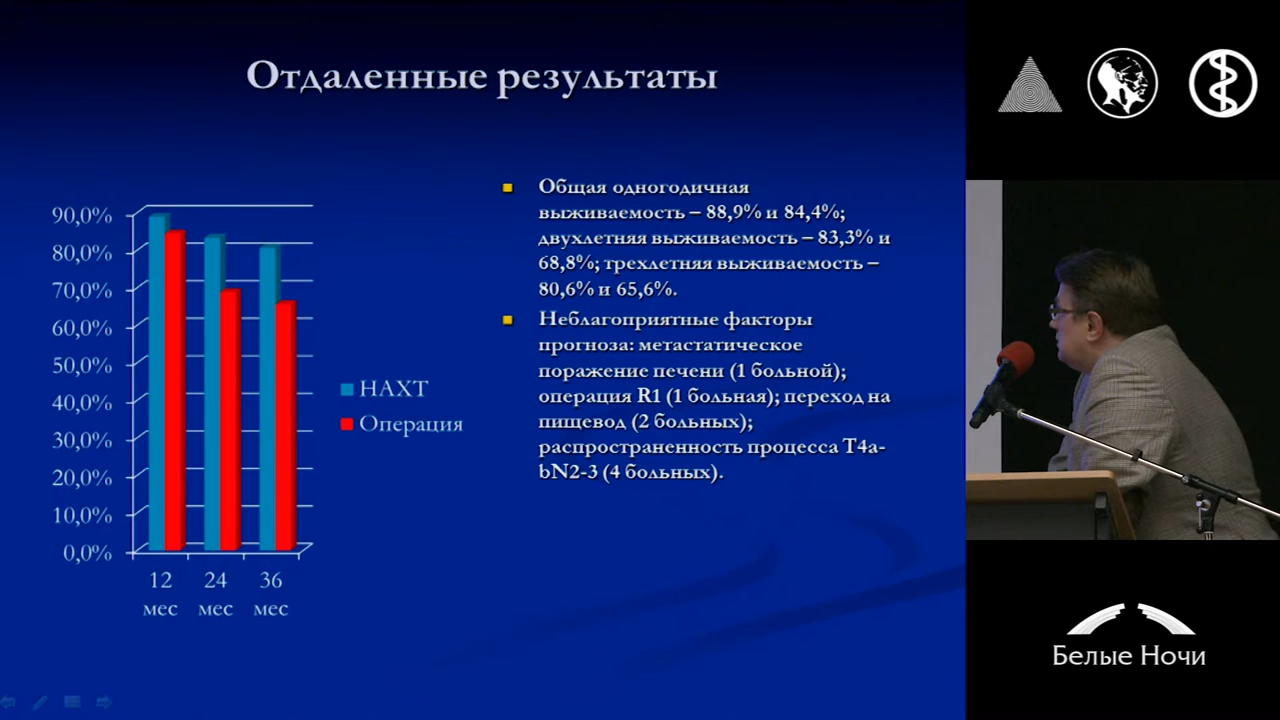 Отдаленные результаты
90,0%
80,0%
70,0%
60,0%
50,0%
40,0%
30,0%
20,0%
10,0%
0,0%
12 мес
24 мес
36 мес
НАХТ
Операция
Общая одногодичная
выживаемость – 88,9% и 84,4%;
двухлетняя выживаемость – 83,3% и
68,8%; трехлетняя выживаемость –
80,6% и 65,6%.
Неблагоприятные факторы
прогноза: метастатическое
поражение печени (1 больной);
операция R1 (1 больная); переход на
пищевод (2 больных);
распространенность процесса T4a-
bN2-3 (4 больных).
Белые Ночи